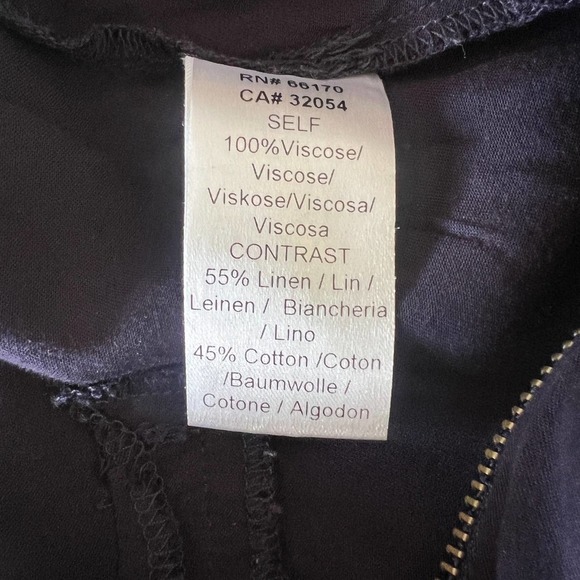 RN# 66170
CA# 32054
SELF
100%Viscose/
Viscose/
Viskose/Viscosa/
Viscosa
CONTRAST
55% Linen / Lin /
Leinen / Biancheria
/ Lino
45% Cotton /Coton
/Baumwolle /
Cotone / Algodon